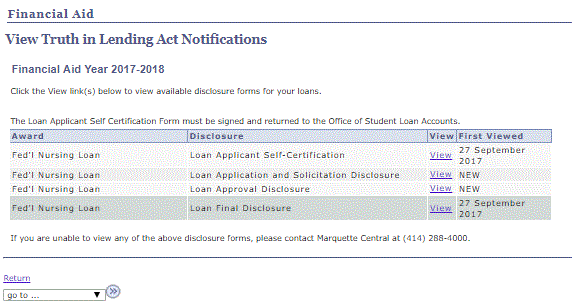 Financial Aid
View Truth in Lending Act Notifications
Financial Aid Year 2017-2018
Click the View link(s) below to view available disclosure forms for your loans.
The Loan Applicant Self Certification Form must be signed and returned to the Office of Student Loan Accounts.
Award Disclosure View First Viewed
Fed'l Nursing Loan Loan Applicant Self-Certification View 27 September
2017
Fed'l Nursing Loan Loan Application and Solicitation Disclosure View NEW
Fed'l Nursing Loan Loan Approval Disclosure View NEW
Fed'l Nursing Loan Loan Final Disclosure View 27 September
2017
If you are unable to view any of the above disclosure forms, please contact Marquette Central at (414) 288-4000.
Return
go to ...